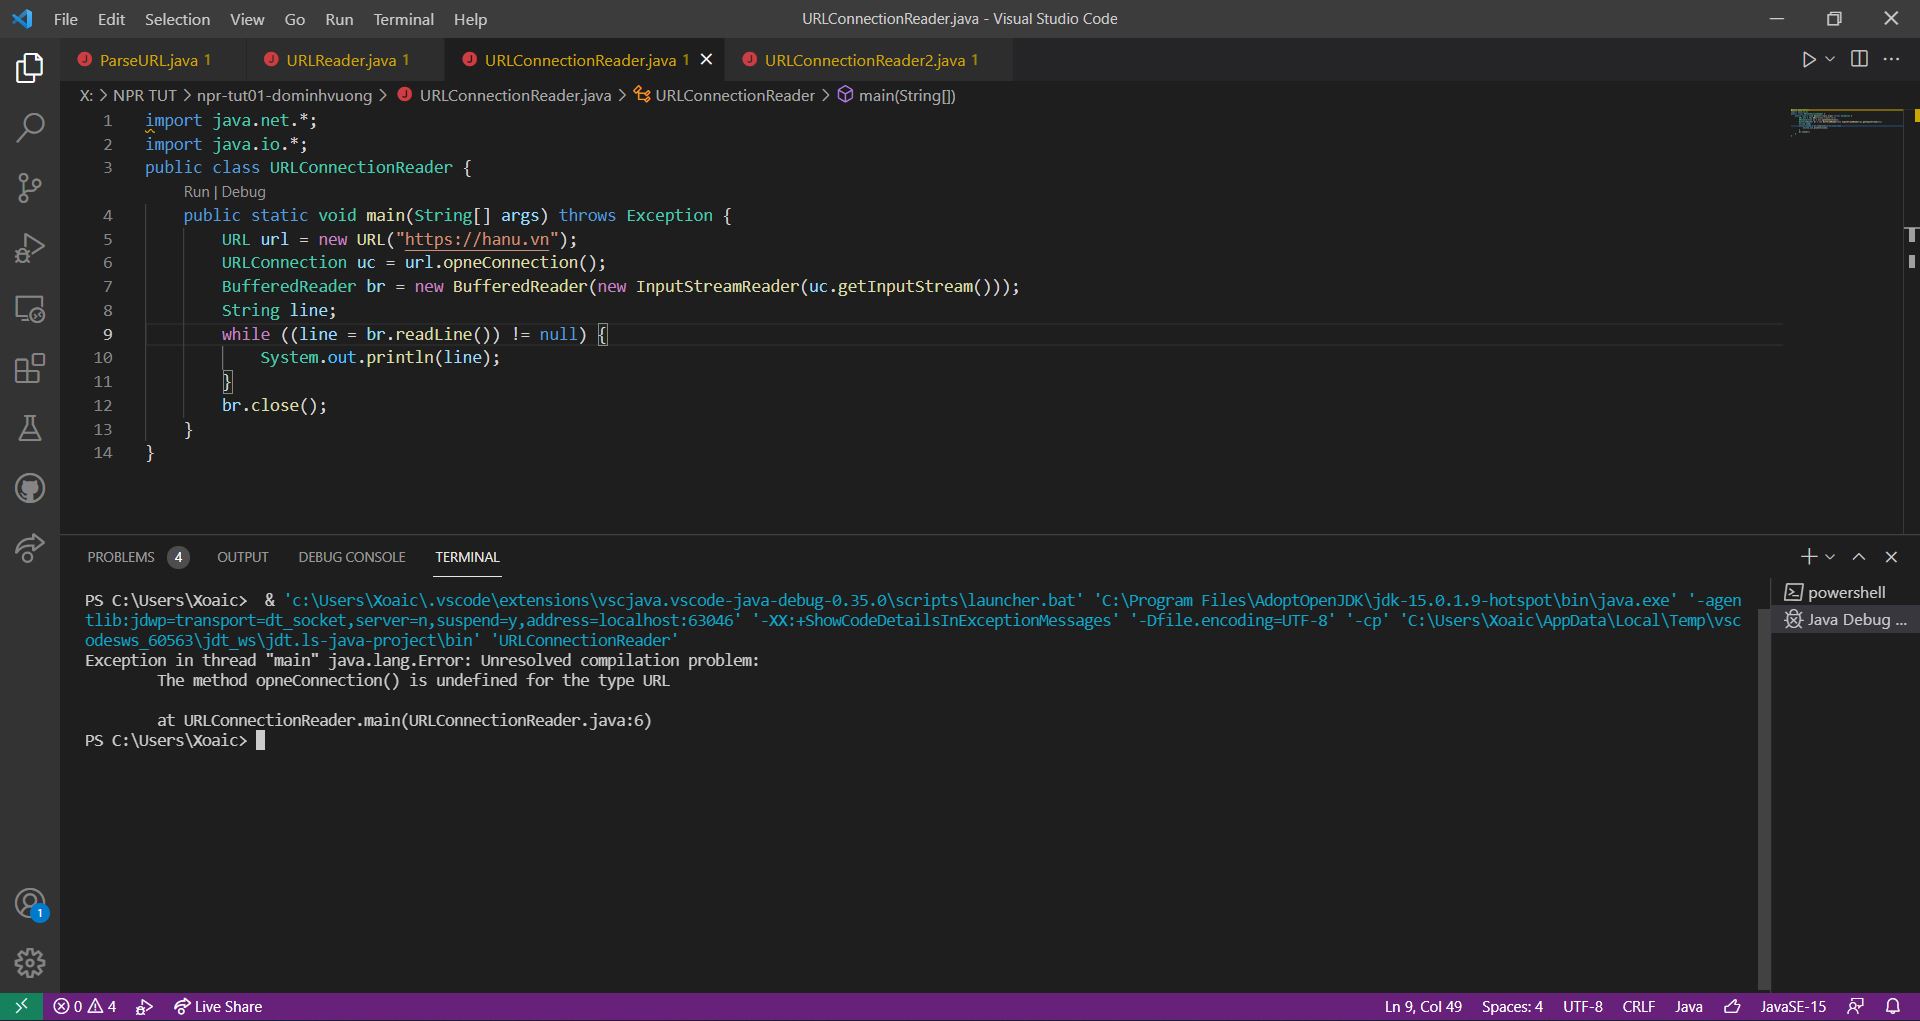 File Edit Selection View Go Run Terminal Help URLConnectionReader.java - Visual Studio Code
ParseURL.java 1 URLReader.java 1 URLConnectionReader.java 1 URLConnectionReader2.java 1
X: > NPR TUT > npr-tut01-dominhvuong > URLConnectionReader.java > URLConnectionReader > main(String[])
1 import java.net.*;
2 import java.io.*;
3 public class URLConnectionReader {
Run | Debug
4 public static void main(String[] args) throws Exception {
5 URL url = new URL("https://hanu.vn");
6 URLConnection uc = url.opneConnection();
7 BufferedReader br = new BufferedReader(new InputStreamReader(uc.getInputStream()));
8 String line;
9 while ((line = br.readLine()) != null) {
10 System.out.println(line);
11 }
12 br.close();
13 }
14 }
PROBLEMS 4 OUTPUT DEBUG CONSOLE TERMINAL
powershell
Java Debug ...
PS C:\Users\Xoaic>  & 'c:\Users\Xoaic\.vscode\extensions\vscjava.vscode-java-debug-0.35.0\scripts\launcher.bat' 'C:\Program Files\AdoptOpenJDK\jdk-15.0.1.9-hotspot\bin\java.exe' '-agen
tlib:jdwp=transport=dt_socket,server=n,suspend=y,address=localhost:63046' '-XX:+ShowCodeDetailsInExceptionMessages' '-Dfile.encoding=UTF-8' '-cp' 'C:\Users\Xoaic\AppData\Local\Temp\vsc
odesws_60563\jdt_ws\jdt.ls-java-project\bin' 'URLConnectionReader'
Exception in thread "main" java.lang.Error: Unresolved compilation problem:
The method opneConnection() is undefined for the type URL
at URLConnectionReader.main(URLConnectionReader.java:6)
PS C:\Users\Xoaic>
1
0 4 Live Share Ln 9, Col 49 Spaces: 4 UTF-8 CRLF Java JavaSE-15